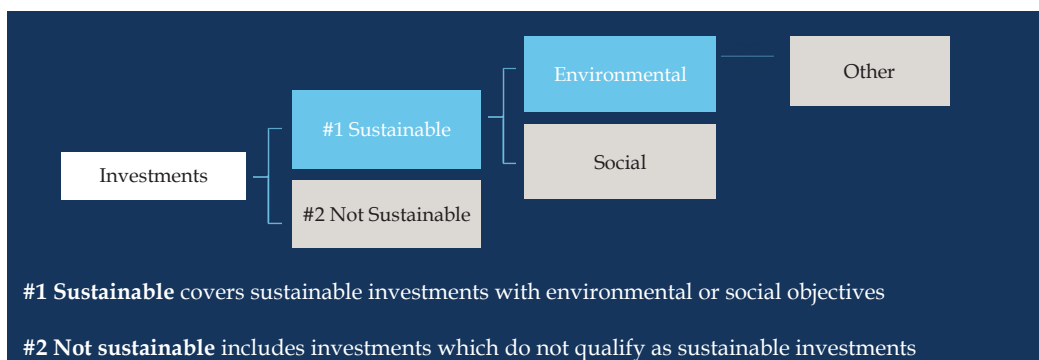 Environmental
Other
#1 Sustainable
Social
Investments
#2 Not Sustainable
#1 Sustainable covers sustainable investments with environmental or social objectives
#2 Not sustainable includes investments which do not qualify as sustainable investments